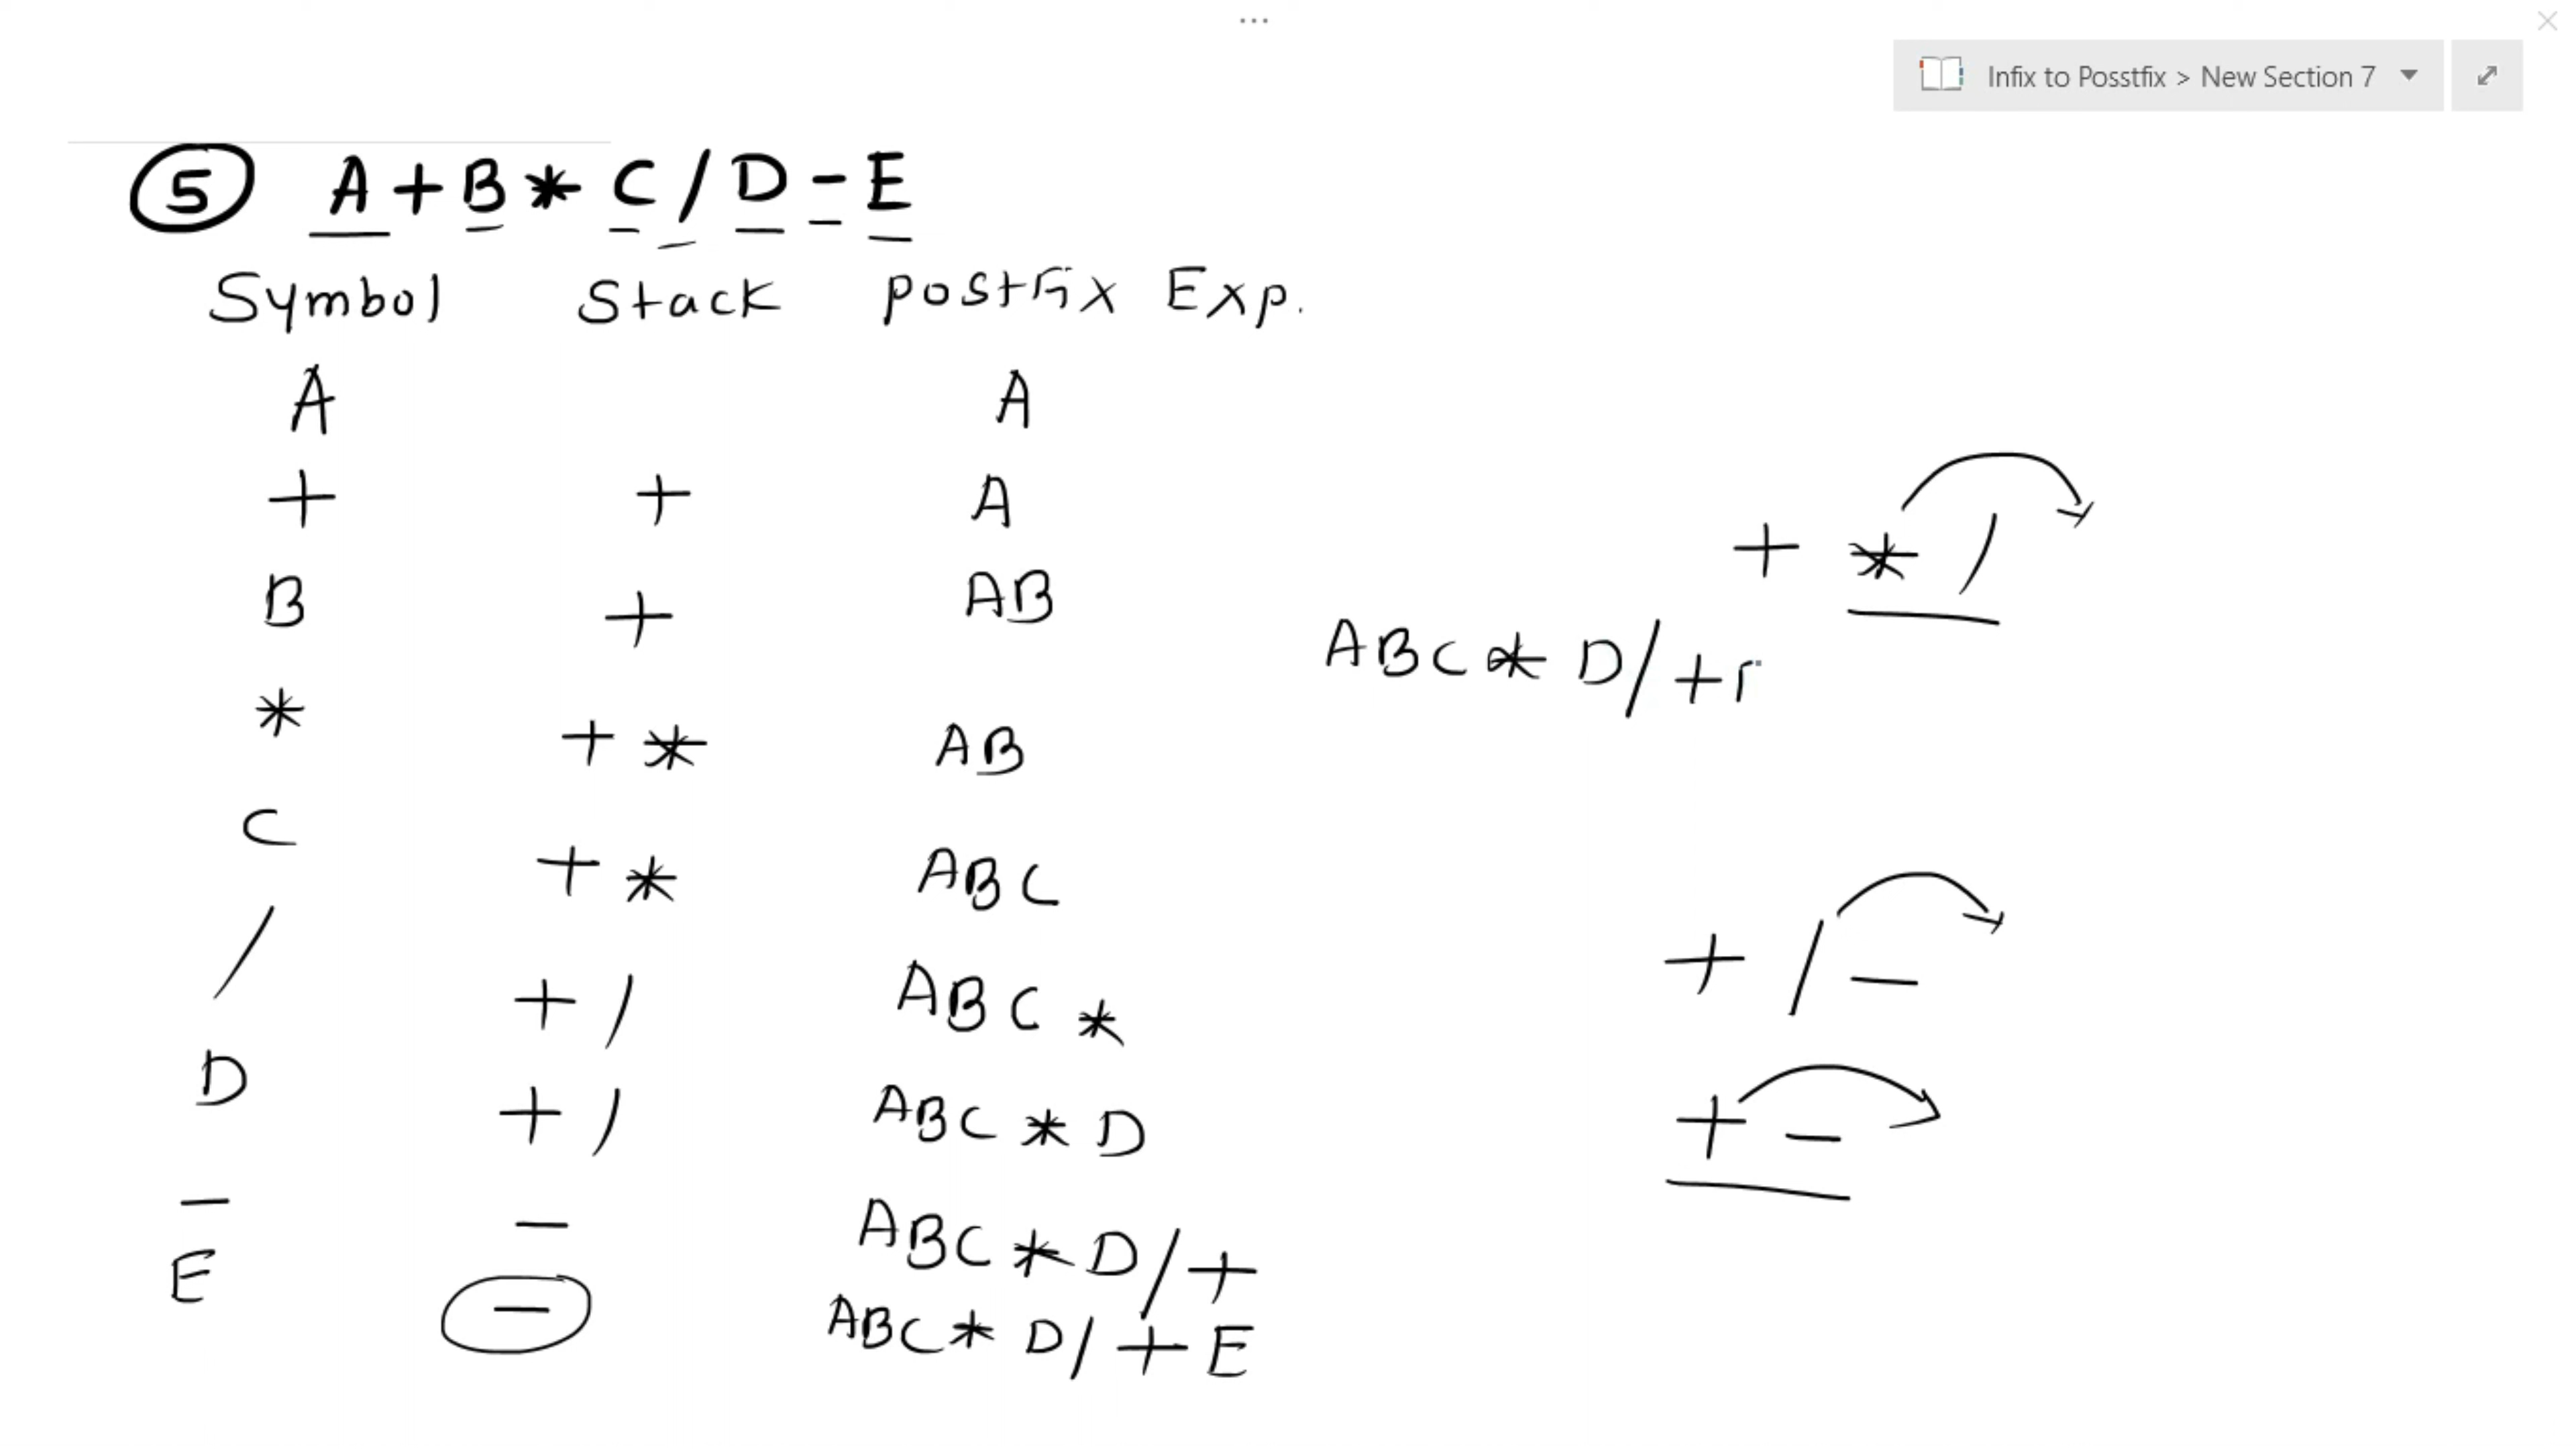 ...
Infix to Posstfix > New Section 7
5 A + B * C / D - E
Symbol Stack Postfix Exp.
A A
+ + A
B + AB
* + * AB
C + * ABC
/ + / ABC *
D + / ABC * D
- - ABC * D / +
E - ABC * D / + E
+ * /
ABC * D / +
+ / -
+ -